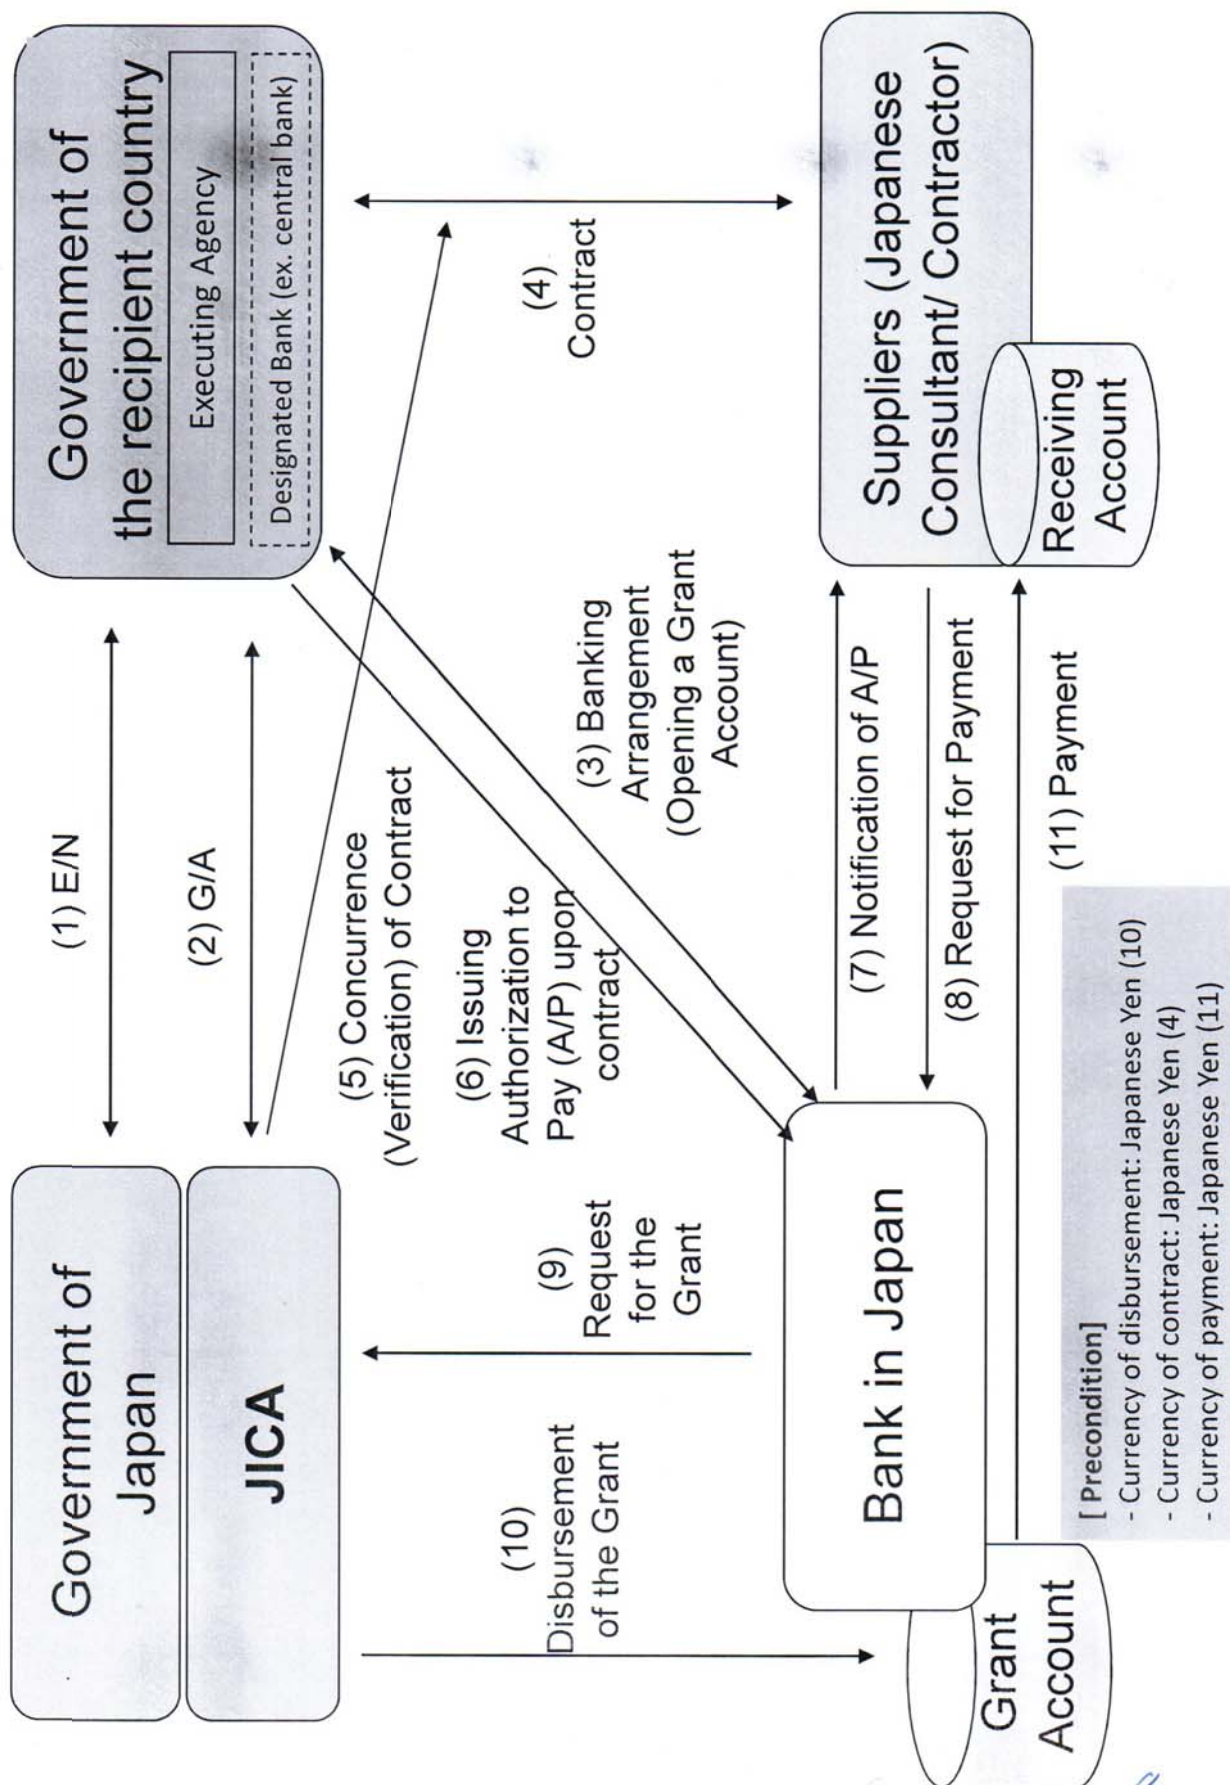 Government of
Japan
JICA
Government of
the recipient country
Executing Agency
Designated Bank (ex. central bank)
(1) E/N
(2) G/A
(5) Concurrence
(Verification) of Contract
(6) Issuing
Authorization to
Pay (A/P) upon
contract
(3) Banking
Arrangement
(Opening a Grant
Account)
(4)
Contract
(9)
Request
for the
Grant
(10)
Disbursement
of the Grant
Bank in Japan
Grant
Account
(7) Notification of A/P
(8) Request for Payment
(11) Payment
Suppliers (Japanese
Consultant/ Contractor)
Receiving
Account
[ Precondition]
- Currency of disbursement: Japanese Yen (10)
- Currency of contract: Japanese Yen (4)
- Currency of payment: Japanese Yen (11)